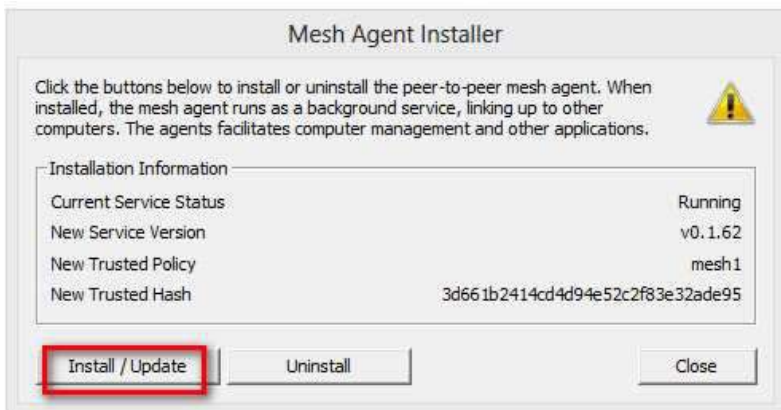 Mesh Agent Installer
Click the buttons below to install or uninstall the peer-to-peer mesh agent. When
installed, the mesh agent runs as a background service, linking up to other
computers. The agents facilitates computer management and other applications.
Installation Information
Current Service Status Running
New Service Version v0.1.62
New Trusted Policy mesh1
New Trusted Hash 3d661b2414cd4d94e52c2f83e32ade95
Install / Update Uninstall Close